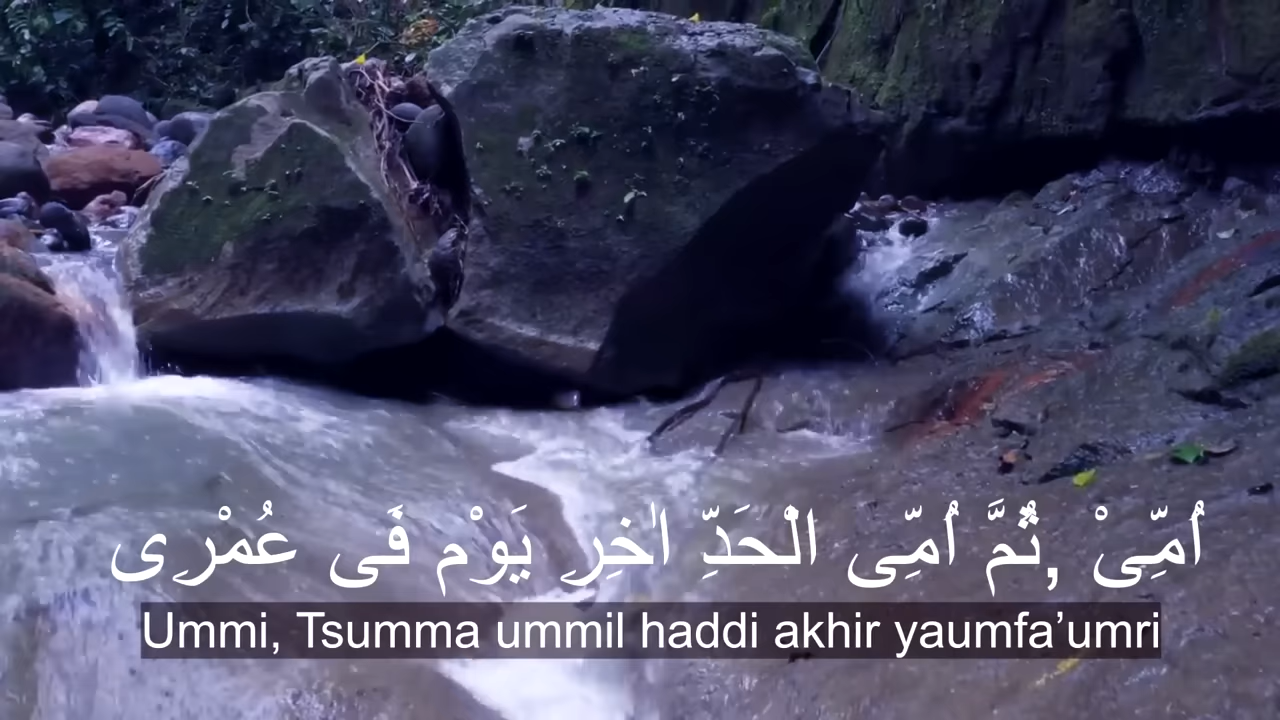 اُمِّىْ ,ثُمَّ اُمِّى الْحَدِّ اٰخِرِ يَوْم فَى عُمْرِى
Ummi, Tsumma ummil haddi akhir yaumfa’umri